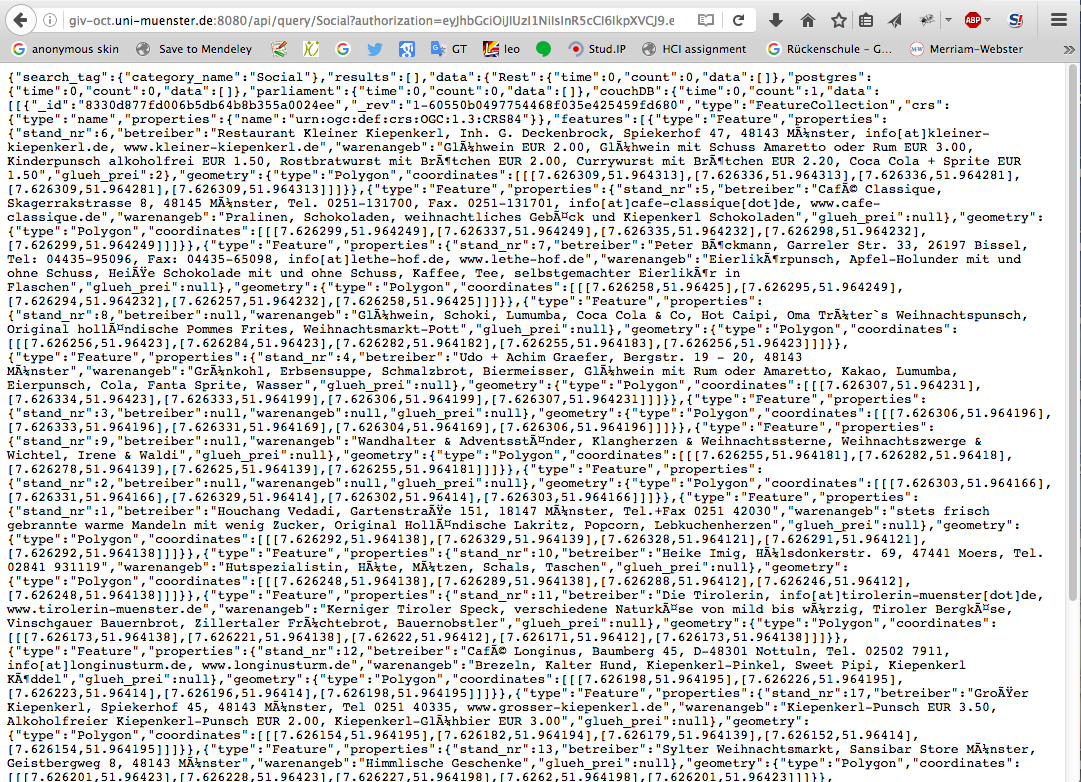 giv-oct.uni-muenster.de:8080/api/query/Social?authorization=eyJhbGciOiJIUzI1NiIsInR5cCI6IkpXVCJ9.e
ABP
anonymous skin Save to Mendeley GT leo Stud.IP HCI assignment Rückenschule - G... Merriam-Webster
{"search_tag":{"category_name":"Social"},"results":[],"data":{"Rest":{"time":0,"count":0,"data":[]},"postgres":
{"time":0,"count":0,"data":[]},"parliament":{"time":0,"count":0,"data":[]},"couchDB":{"time":0,"count":1,"data":
[[{"_id":"8330d877fd006b5db64b8b355a0024ee","_rev":"1-60550b0497754468f035e425459fd680","type":"FeatureCollection","crs":
{"type":"name","properties":{"name":"urn:ogc:def:crs:OGC:1.3:CRS84"}},"features":[{"type":"Feature","properties":
{"stand_nr":6,"betreiber":"Restaurant Kleiner Kiepenkerl, Inh. G. Deckenbrock, Spiekerhof 47, 48143 MÃ¼nster, info[at]kleiner-
kiepenkerl.de, www.kleiner-kiepenkerl.de","warenangeb":"GlÃ¼hwein EUR 2.00, GlÃ¼hwein mit Schuss Amaretto oder Rum EUR 3.00,
Kinderpunsch alkoholfrei EUR 1.50, Rostbratwurst mit BrÃ¶tchen EUR 2.00, Currywurst mit BrÃ¶tchen EUR 2.20, Coca Cola + Sprite EUR
1.50","glueh_prei":2},"geometry":{"type":"Polygon","coordinates":[[[7.626309,51.964313],[7.626336,51.964313],[7.626336,51.964281],
[7.626309,51.964281],[7.626309,51.964313]]]}},{"type":"Feature","properties":{"stand_nr":5,"betreiber":"CafÃ© Classique,
Skagerrakstrasse 8, 48145 MÃ¼nster, Tel. 0251-131700, Fax. 0251-131701, info[at]cafe-classique[dot]de, www.cafe-
classique.de","warenangeb":"Pralinen, Schokoladen, weihnachtliches GebÃ¤ck und Kiepenkerl Schokoladen","glueh_prei":null},"geometry":
{"type":"Polygon","coordinates":[[[7.626299,51.964249],[7.626337,51.964249],[7.626335,51.964232],[7.626298,51.964232],
[7.626299,51.964249]]]}},{"type":"Feature","properties":{"stand_nr":7,"betreiber":"Peter BÃ¶ckmann, Garreler Str. 33, 26197 Bissel,
Tel: 04435-95096, Fax: 04435-65098, info[at]lethe-hof.de, www.lethe-hof.de","warenangeb":"EierlikÃ¶rpunsch, Apfel-Holunder mit und
ohne Schuss, HeiÃŸe Schokolade mit und ohne Schuss, Kaffee, Tee, selbstgemachter EierlikÃ¶r in
Flaschen","glueh_prei":null},"geometry":{"type":"Polygon","coordinates":[[[7.626258,51.96425],[7.626295,51.964249],
[7.626294,51.964232],[7.626257,51.964232],[7.626258,51.96425]]]}},{"type":"Feature","properties":
{"stand_nr":8,"betreiber":null,"warenangeb":"GlÃ¼hwein, Schoki, Lumumba, Coca Cola & Co, Hot Caipi, Oma TrÃ¼ter`s Weihnachtspunsch,
Original hollÃ¤ndische Pommes Frites, Weihnachtsmarkt-Pott","glueh_prei":null},"geometry":{"type":"Polygon","coordinates":
[[[7.626256,51.96423],[7.626284,51.96423],[7.626282,51.964182],[7.626255,51.964183],[7.626256,51.96423]]]}},
{"type":"Feature","properties":{"stand_nr":4,"betreiber":"Udo + Achim Graefer, Bergstr. 19 - 20, 48143
MÃ¼nster","warenangeb":"GrÃ¼nkohl, Erbsensuppe, Schmalzbrot, Biermeisser, GlÃ¼hwein mit Rum oder Amaretto, Kakao, Lumumba,
Eierpunsch, Cola, Fanta Sprite, Wasser","glueh_prei":null},"geometry":{"type":"Polygon","coordinates":[[[7.626307,51.964231],
[7.626334,51.96423],[7.626333,51.964199],[7.626306,51.964199],[7.626307,51.964231]]]}},{"type":"Feature","properties":
{"stand_nr":3,"betreiber":null,"warenangeb":null,"glueh_prei":null},"geometry":{"type":"Polygon","coordinates":[[[7.626306,51.964196],
[7.626333,51.964196],[7.626331,51.964169],[7.626304,51.964169],[7.626306,51.964196]]]}},{"type":"Feature","properties":
{"stand_nr":9,"betreiber":null,"warenangeb":"Wandhalter & AdventsstÃ¤nder, Klangherzen & Weihnachtssterne, Weihnachtszwerge &
Wichtel, Irene & Waldi","glueh_prei":null},"geometry":{"type":"Polygon","coordinates":[[[7.626255,51.964181],[7.626282,51.96418],
[7.626278,51.964139],[7.62625,51.964139],[7.626255,51.964181]]]}},{"type":"Feature","properties":
{"stand_nr":2,"betreiber":null,"warenangeb":null,"glueh_prei":null},"geometry":{"type":"Polygon","coordinates":[[[7.626303,51.964166],
[7.626331,51.964166],[7.626329,51.96414],[7.626302,51.96414],[7.626303,51.964166]]]}},{"type":"Feature","properties":
{"stand_nr":1,"betreiber":"Houchang Vedadi, GartenstraÃŸe 151, 18147 MÃ¼nster, Tel.+Fax 0251 42030","warenangeb":"stets frisch
gebrannte warme Mandeln mit wenig Zucker, Original HollÃ¤ndische Lakritz, Popcorn, Lebkuchenherzen","glueh_prei":null},"geometry":
{"type":"Polygon","coordinates":[[[7.626292,51.964138],[7.626329,51.964139],[7.626328,51.964121],[7.626291,51.964121],
[7.626292,51.964138]]]}},{"type":"Feature","properties":{"stand_nr":10,"betreiber":"Heike Imig, HÃ¼lsdonkerstr. 69, 47441 Moers, Tel.
02841 931119","warenangeb":"Hutspezialistin, HÃ¼te, MÃ¼tzen, Schals, Taschen","glueh_prei":null},"geometry":
{"type":"Polygon","coordinates":[[[7.626248,51.964138],[7.626289,51.964138],[7.626288,51.96412],[7.626246,51.96412],
[7.626248,51.964138]]]}},{"type":"Feature","properties":{"stand_nr":11,"betreiber":"Die Tirolerin, info[at]tirolerin-muenster[dot]de,
www.tirolerin-muenster.de","warenangeb":"Kerniger Tiroler Speck, verschiedene NaturkÃ¤se von mild bis wÃ¼rzig, Tiroler BergkÃ¤se,
Vinschgauer Bauernbrot, Zillertaler FrÃ¼chtebrot, Bauernobstler","glueh_prei":null},"geometry":{"type":"Polygon","coordinates":
[[[7.626173,51.964138],[7.626221,51.964138],[7.62622,51.96412],[7.626171,51.96412],[7.626173,51.964138]]]}},
{"type":"Feature","properties":{"stand_nr":12,"betreiber":"CafÃ© Longinus, Baumberg 45, D-48301 Nottuln, Tel. 02502 7911,
info[at]longinusturm.de, www.longinusturm.de","warenangeb":"Brezeln, Kalter Hund, Kiepenkerl-Pinkel, Sweet Pipi, Kiepenkerl
KÃ¶ddel","glueh_prei":null},"geometry":{"type":"Polygon","coordinates":[[[7.626198,51.964195],[7.626226,51.964195],
[7.626223,51.96414],[7.626196,51.96414],[7.626198,51.964195]]]}},{"type":"Feature","properties":{"stand_nr":17,"betreiber":"GroÃŸer
Kiepenkerl, Spiekerhof 45, 48143 MÃ¼nster, Tel 0251 40335, www.grosser-kiepenkerl.de","warenangeb":"Kiepenkerl-Punsch EUR 3.50,
Alkoholfreier Kiepenkerl-Punsch EUR 2.00, Kiepenkerl-GlÃ¼hbier EUR 3.00","glueh_prei":null},"geometry":
{"type":"Polygon","coordinates":[[[7.626154,51.964195],[7.626182,51.964194],[7.626179,51.964139],[7.626152,51.96414],
[7.626154,51.964195]]]}},{"type":"Feature","properties":{"stand_nr":13,"betreiber":"Sylter Weihnachtsmarkt, Sansibar Store MÃ¼nster,
Geistbergweg 8, 48143 MÃ¼nster","warenangeb":"Himmlische Geschenke","glueh_prei":null},"geometry":{"type":"Polygon","coordinates":
[[[7.626201,51.96423],[7.626228,51.96423],[7.626227,51.964198],[7.6262,51.964198],[7.626201,51.96423]]]}},